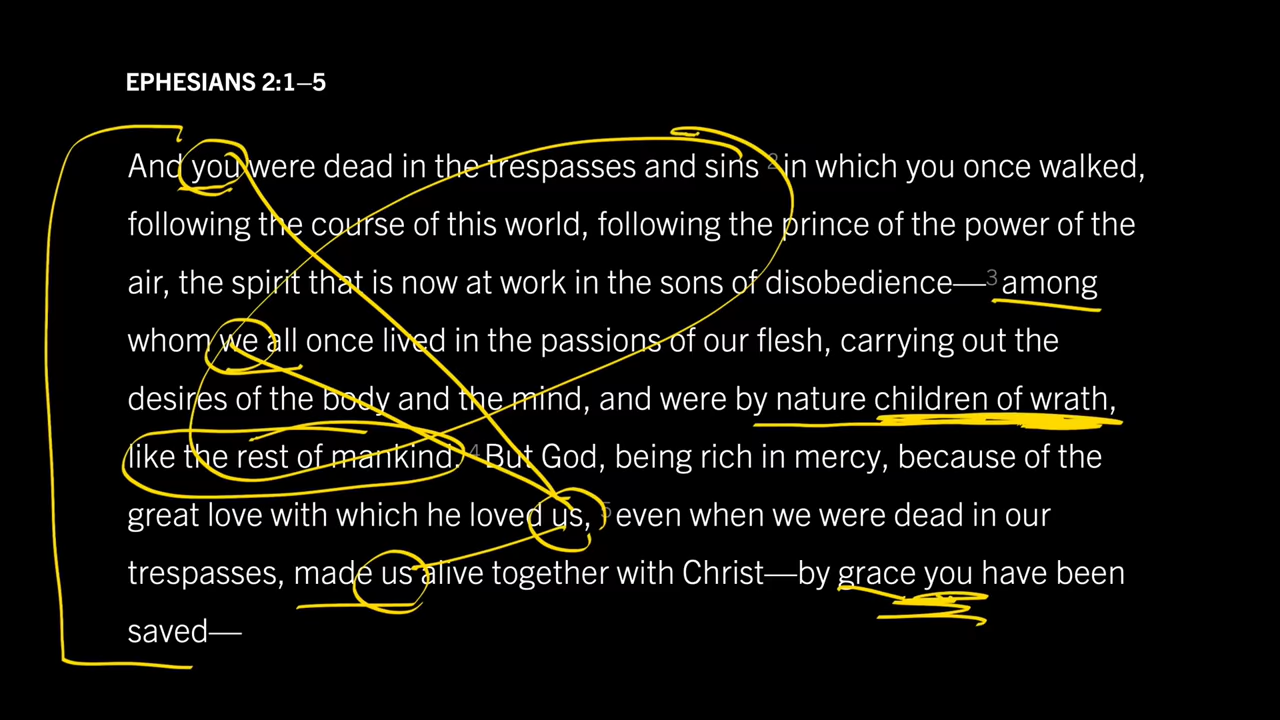 EPHESIANS 2:1–5
And you were dead in the trespasses and sins 2 in which you once walked,
following the course of this world, following the prince of the power of the
air, the spirit that is now at work in the sons of disobedience—3 among
whom we all once lived in the passions of our flesh, carrying out the
desires of the body and the mind, and were by nature children of wrath,
like the rest of mankind. 4 But God, being rich in mercy, because of the
great love with which he loved us, 5 even when we were dead in our
trespasses, made us alive together with Christ—by grace you have been
saved—